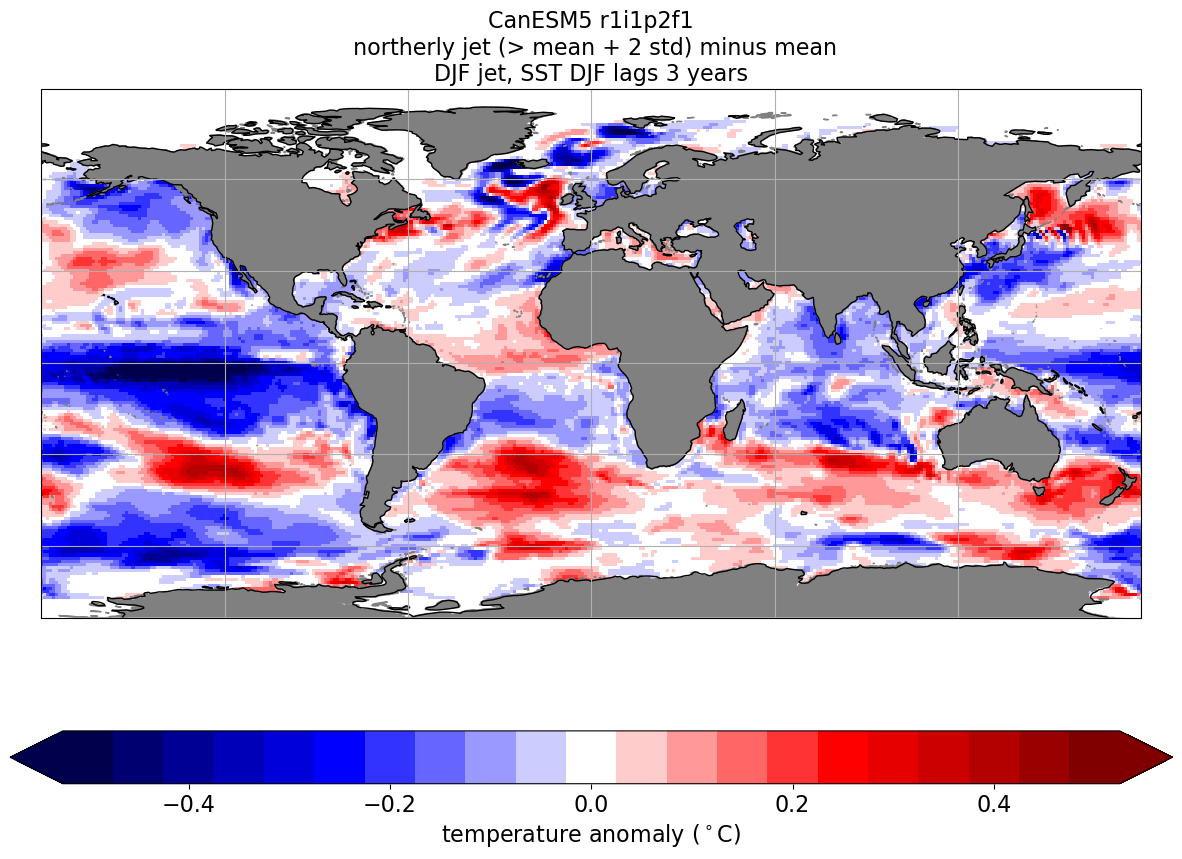 CanESM5 r1i1p2f1
northerly jet (> mean + 2 std) minus mean
DJF jet, SST DJF lags 3 years
−0.4 −0.2 0.0 0.2 0.4
temperature anomaly (°C)